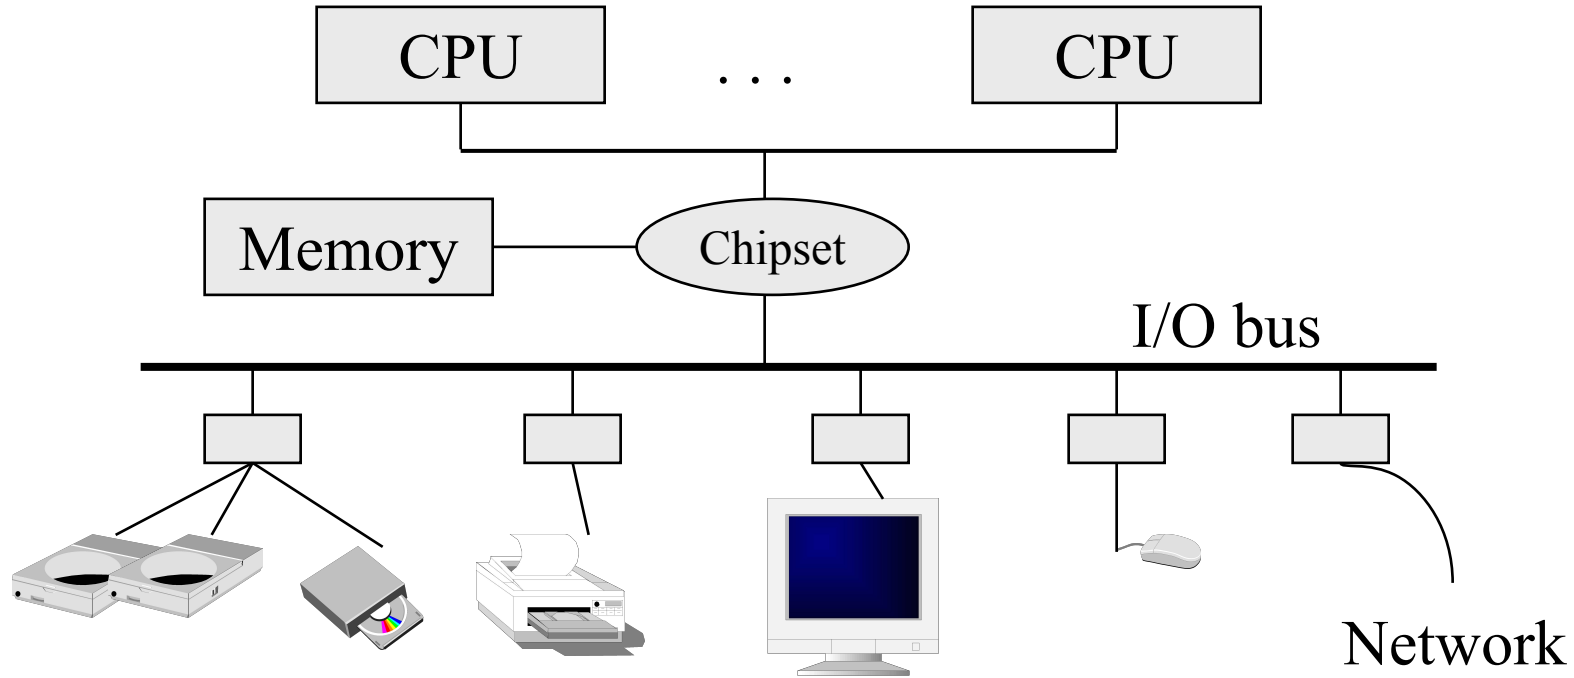 CPU
. . .
CPU
Memory
Chipset
I/O bus
Network